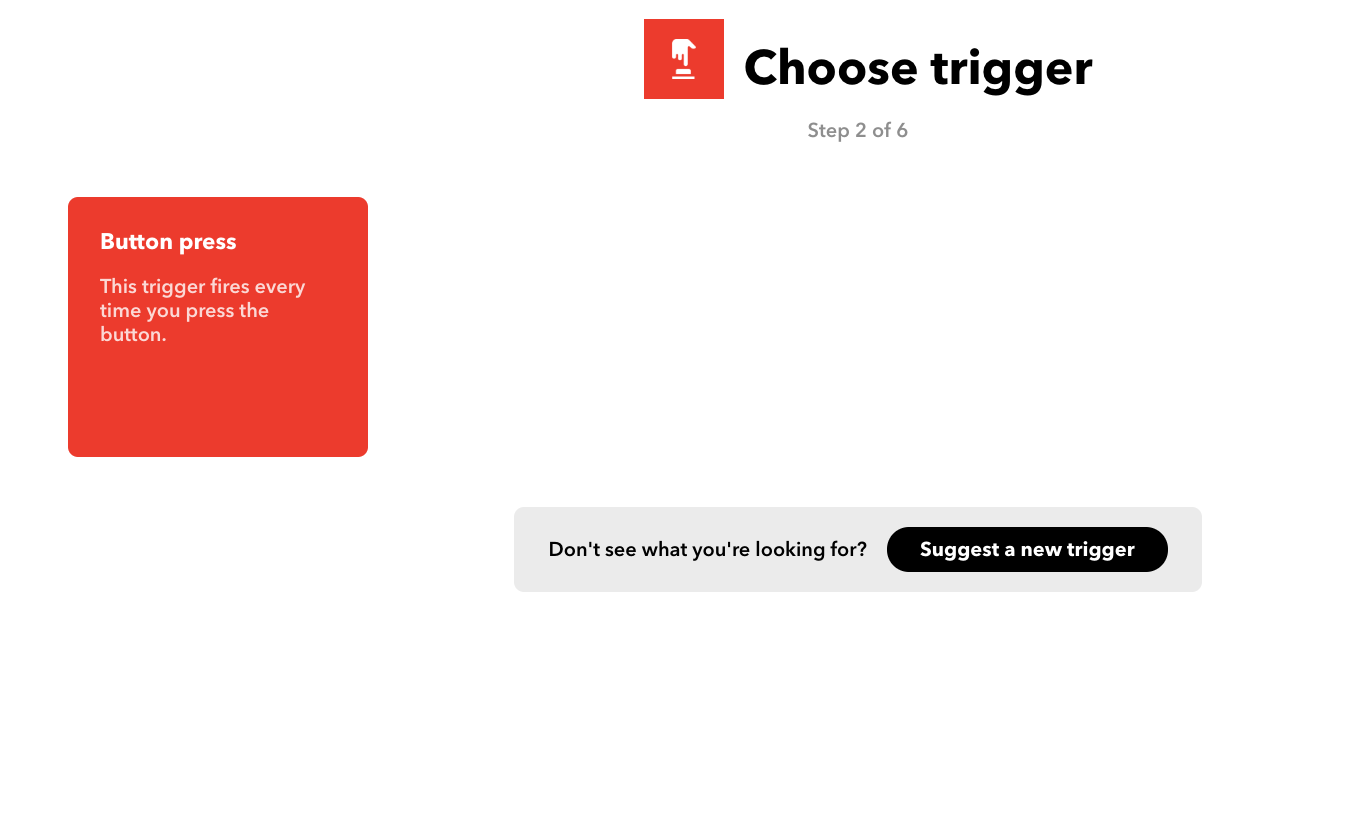 Choose trigger
Step 2 of 6
Button press
This trigger fires every
time you press the
button.
Don't see what you're looking for?
Suggest a new trigger